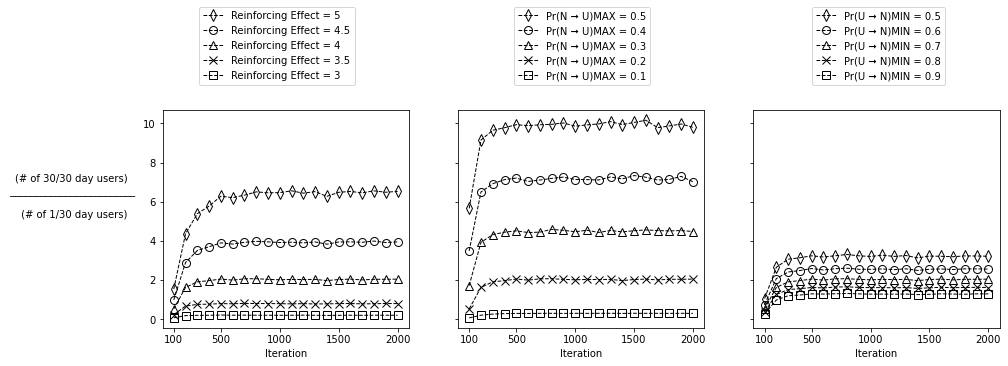 Reinforcing Effect = 5
Reinforcing Effect = 4.5
Reinforcing Effect = 4
Reinforcing Effect = 3.5
Reinforcing Effect = 3
Pr(N → U)MAX = 0.5
Pr(N → U)MAX = 0.4
Pr(N → U)MAX = 0.3
Pr(N → U)MAX = 0.2
Pr(N → U)MAX = 0.1
Pr(U → N)MIN = 0.5
Pr(U → N)MIN = 0.6
Pr(U → N)MIN = 0.7
Pr(U → N)MIN = 0.8
Pr(U → N)MIN = 0.9
(# of 30/30 day users)
(# of 1/30 day users)
10
8
6
4
2
0
100 500 1000 1500 2000
Iteration
100 500 1000 1500 2000
Iteration
100 500 1000 1500 2000
Iteration